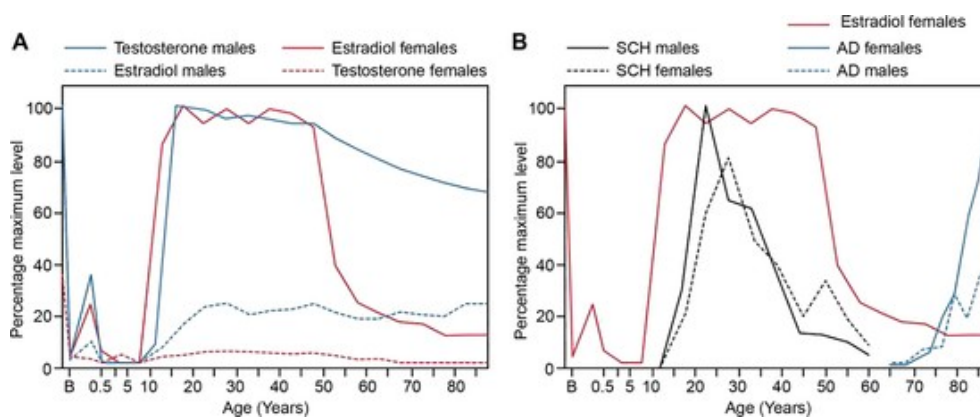 A
Testosterone males
Estradiol females
Estradiol males
Testosterone females
Percentage maximum level
100
80
60
40
20
0
B 0.5 5 10 20 30 40 50 60 70 80
Age (Years)
B
Estradiol females
SCH males
AD females
SCH females
AD males
Percentage maximum level
100
80
60
40
20
0
B 0.5 5 10 20 30 40 50 60 70 80
Age (Years)